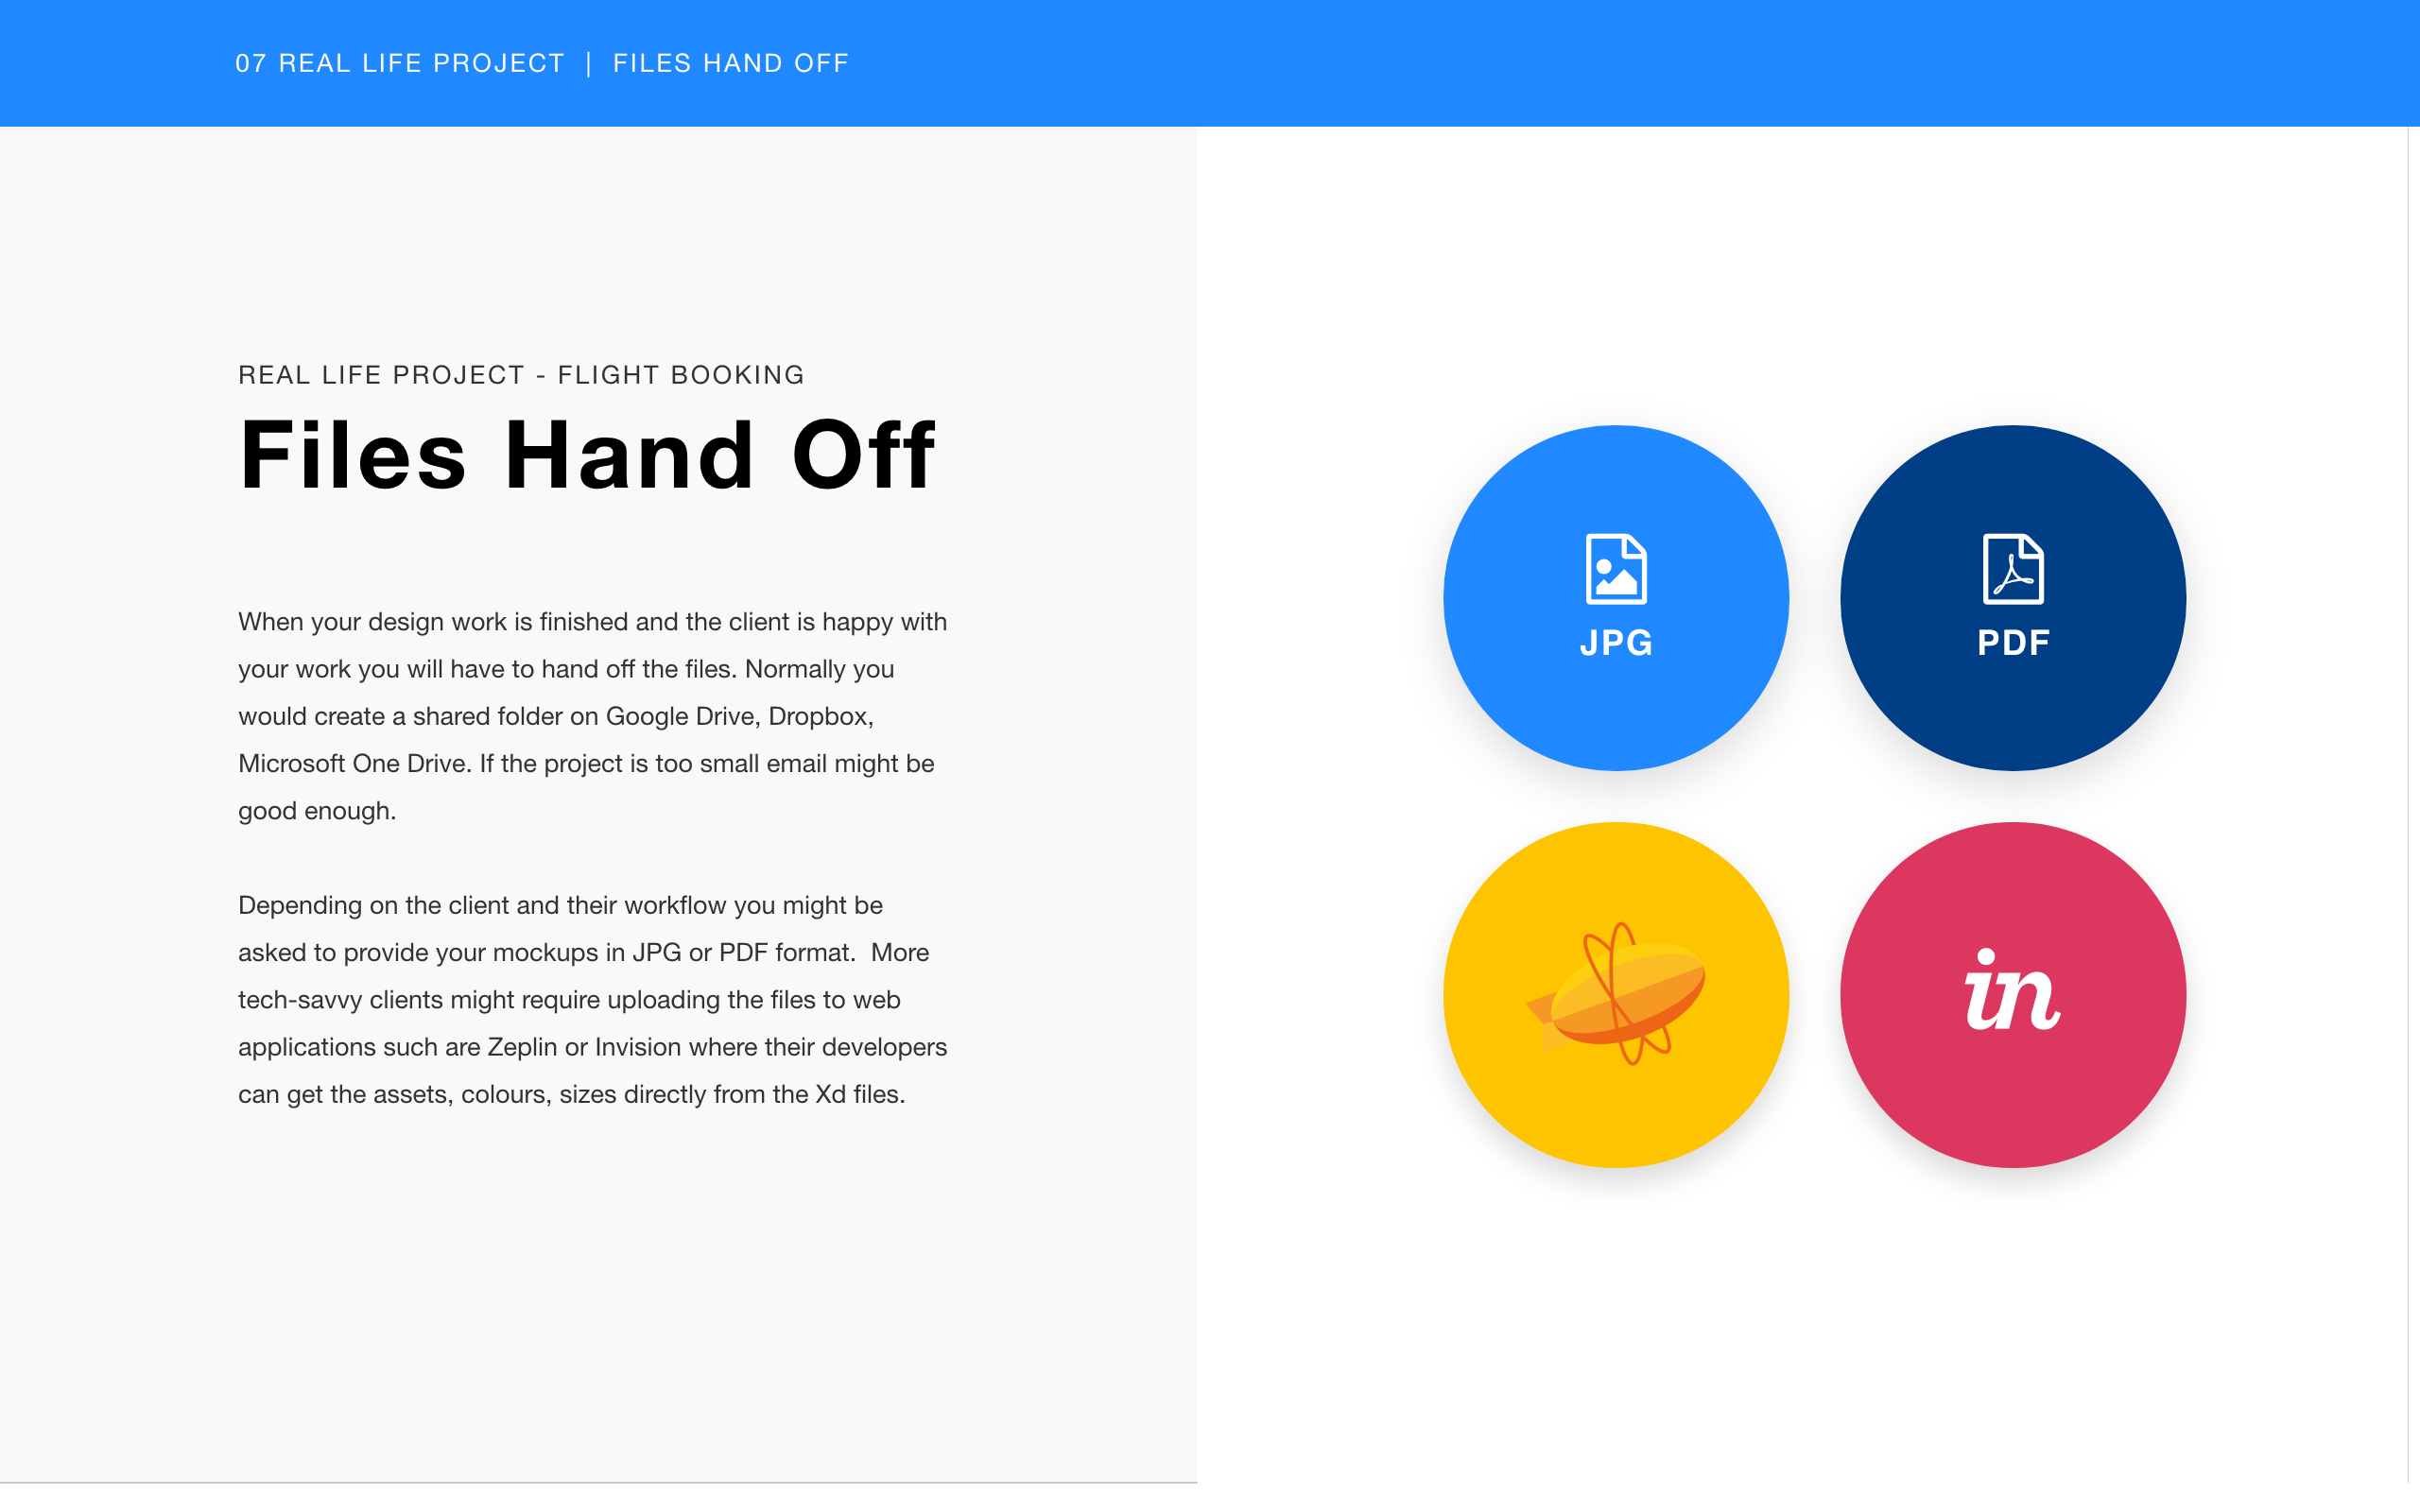 07 REAL LIFE PROJECT | FILES HAND OFF
REAL LIFE PROJECT - FLIGHT BOOKING
Files Hand Off
When your design work is finished and the client is happy with
your work you will have to hand off the files. Normally you
would create a shared folder on Google Drive, Dropbox,
Microsoft One Drive. If the project is too small email might be
good enough.
Depending on the client and their workflow you might be
asked to provide your mockups in JPG or PDF format.  More
tech-savvy clients might require uploading the files to web
applications such are Zeplin or Invision where their developers
can get the assets, colours, sizes directly from the Xd files.
JPG
PDF
in